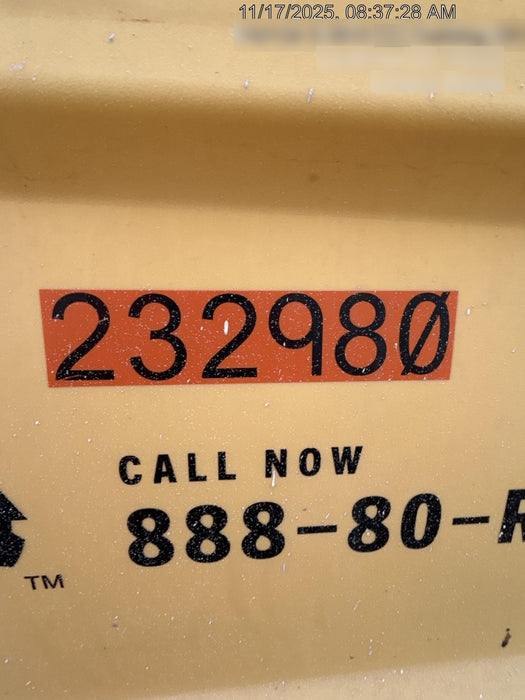 11/17/2025, 08:37:28 AM
232980
CALL NOW
888-80-R
TM